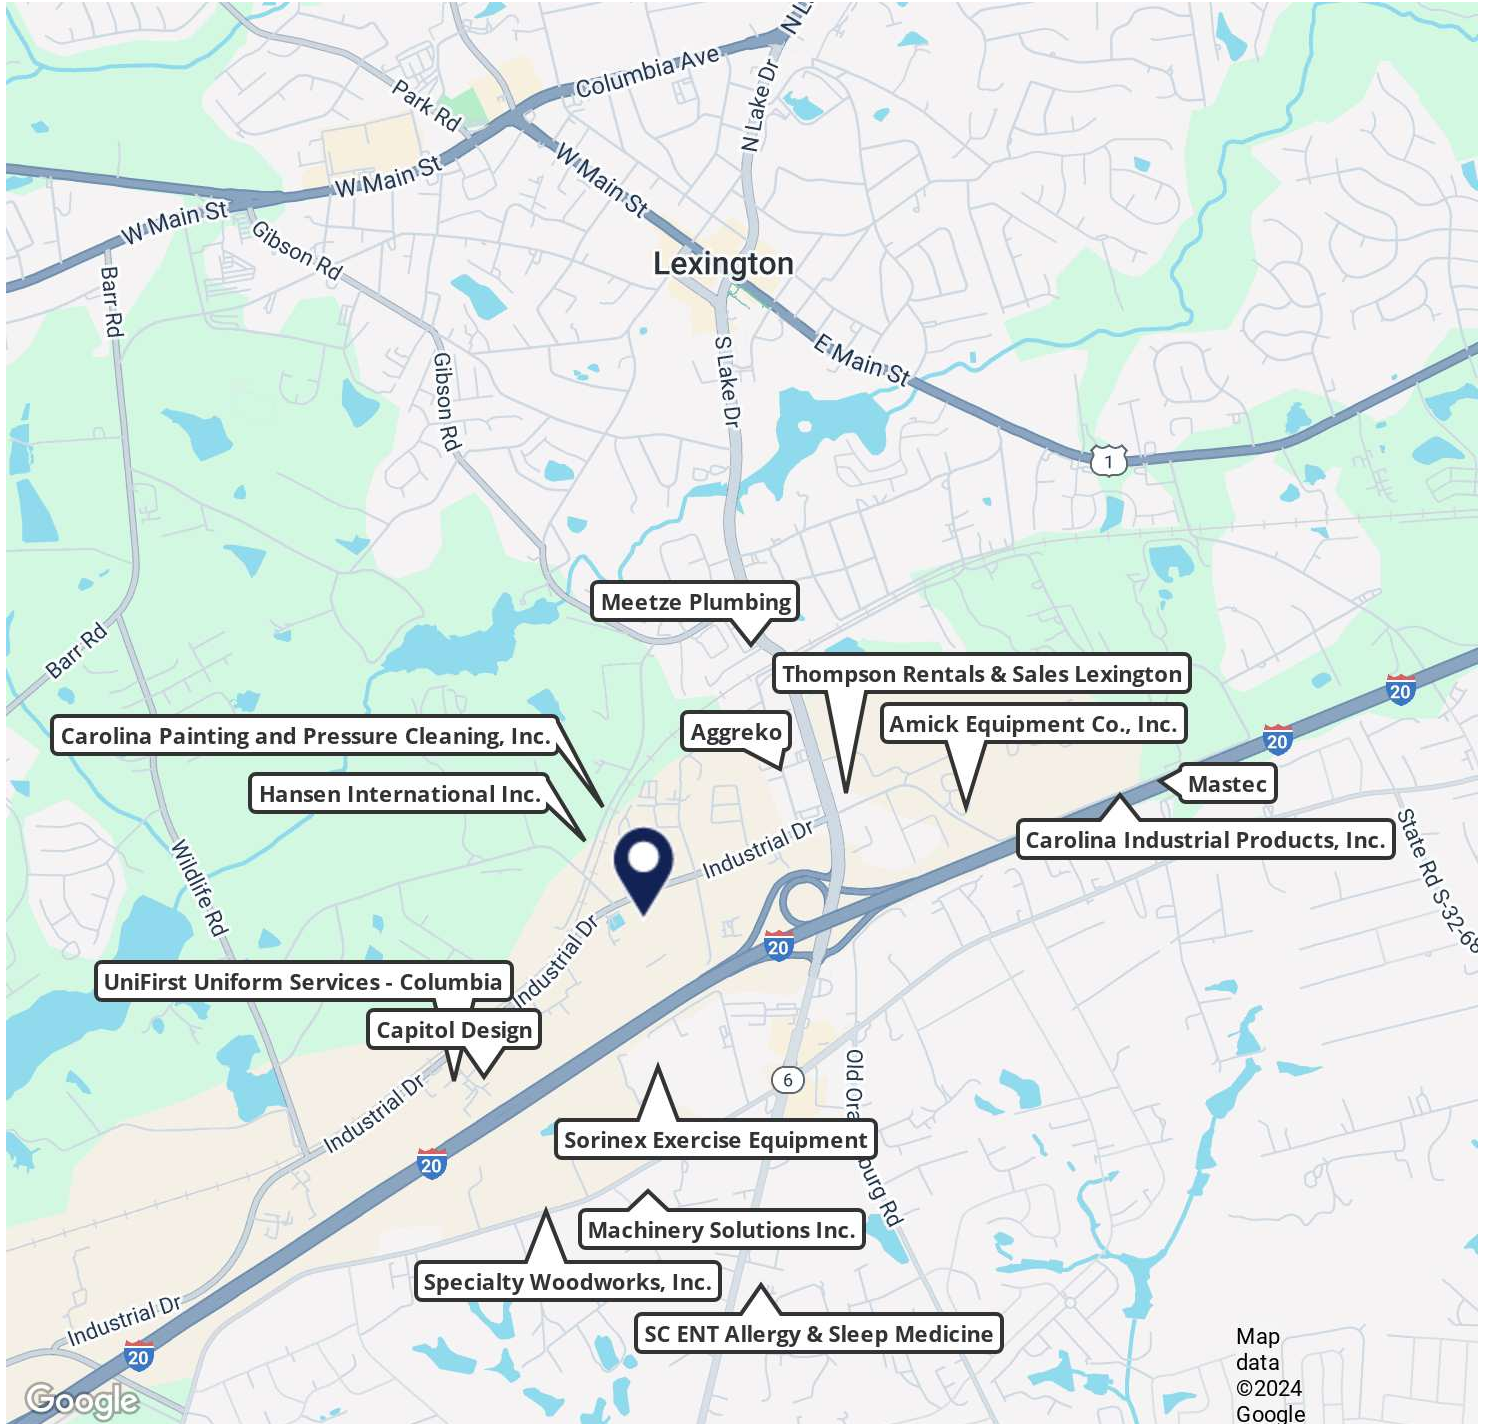 N L
Columbia Ave
Park Rd
N Lake Dr
W Main St
W Main St
W Main St
Gibson Rd
Lexington
Barr Rd
S Lake Dr
E Main St
Gibson Rd
1
Meetze Plumbing
Barr Rd
Thompson Rentals & Sales Lexington
20
Carolina Painting and Pressure Cleaning, Inc.
Aggreko
Amick Equipment Co., Inc.
20
Hansen International Inc.
Mastec
Industrial Dr
Carolina Industrial Products, Inc.
State Rd S-32-68
Wildlife Rd
Industrial Dr
20
UniFirst Uniform Services - Columbia
Capitol Design
6
Old Ora
burg Rd
Industrial Dr
Sorinex Exercise Equipment
20
Machinery Solutions Inc.
Specialty Woodworks, Inc.
Industrial Dr
SC ENT Allergy & Sleep Medicine
20
Map
data
©2024
Google
Google